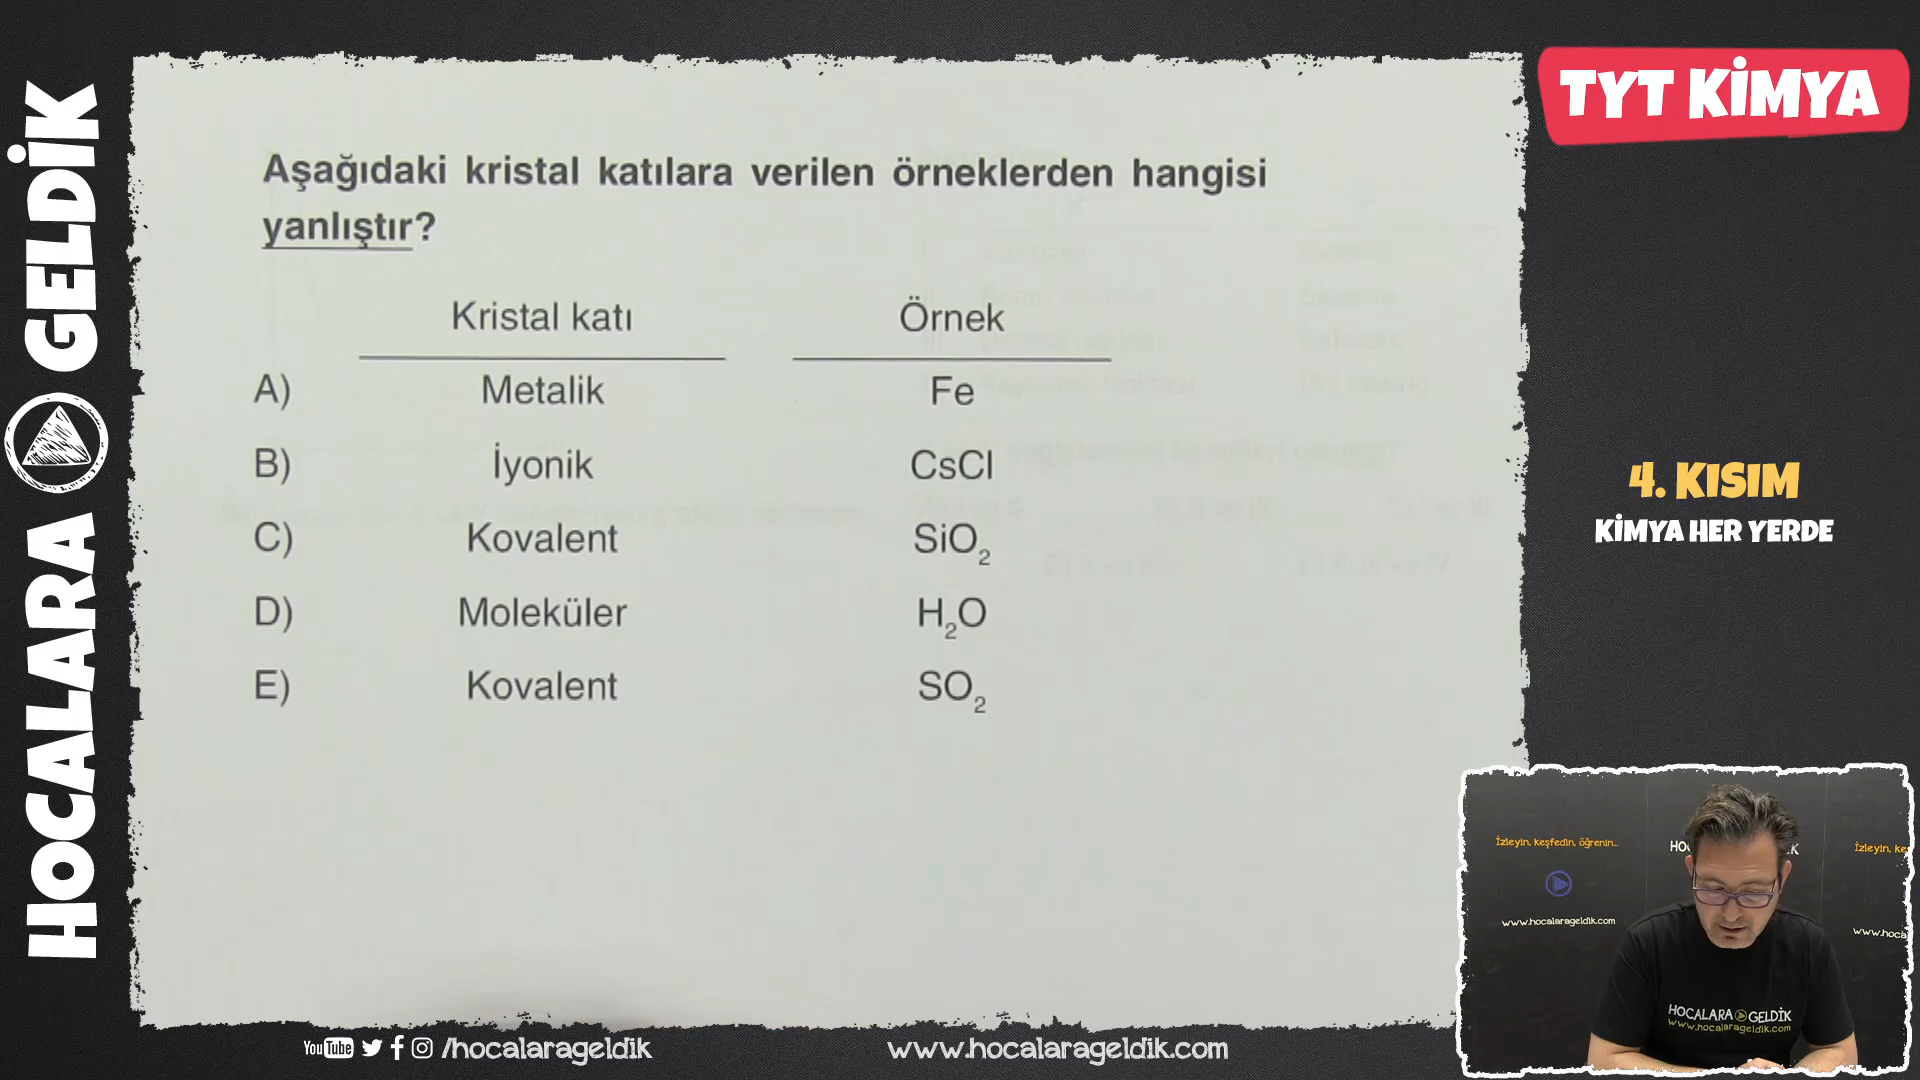 HOCALARA GELDİK
TYT KİMYA
Aşağıdaki kristal katılara verilen örneklerden hangisi
yanlıştır?
Kristal katı Örnek
A) Metalik Fe
B) İyonik CsCl
C) Kovalent SiO₂
D) Moleküler H₂O
E) Kovalent SO₂
4. KISIM
KİMYA HER YERDE
İzleyin, keşfedin, öğrenin...
www.hocalarageldik.com
HOCALARA GELDİK
www.hocalarageldik.com
YouTube /hocalarageldik
www.hocalarageldik.com